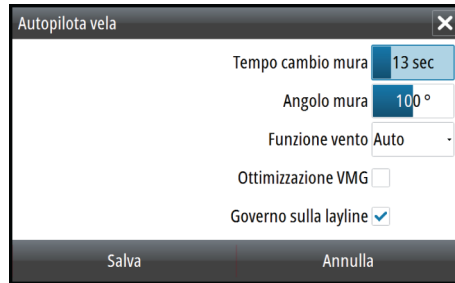 Autopilota vela
Tempo cambio mura 13 sec
Angolo mura 100 °
Funzione vento Auto
Ottimizzazione VMG
Governo sulla layline
Salva Annulla